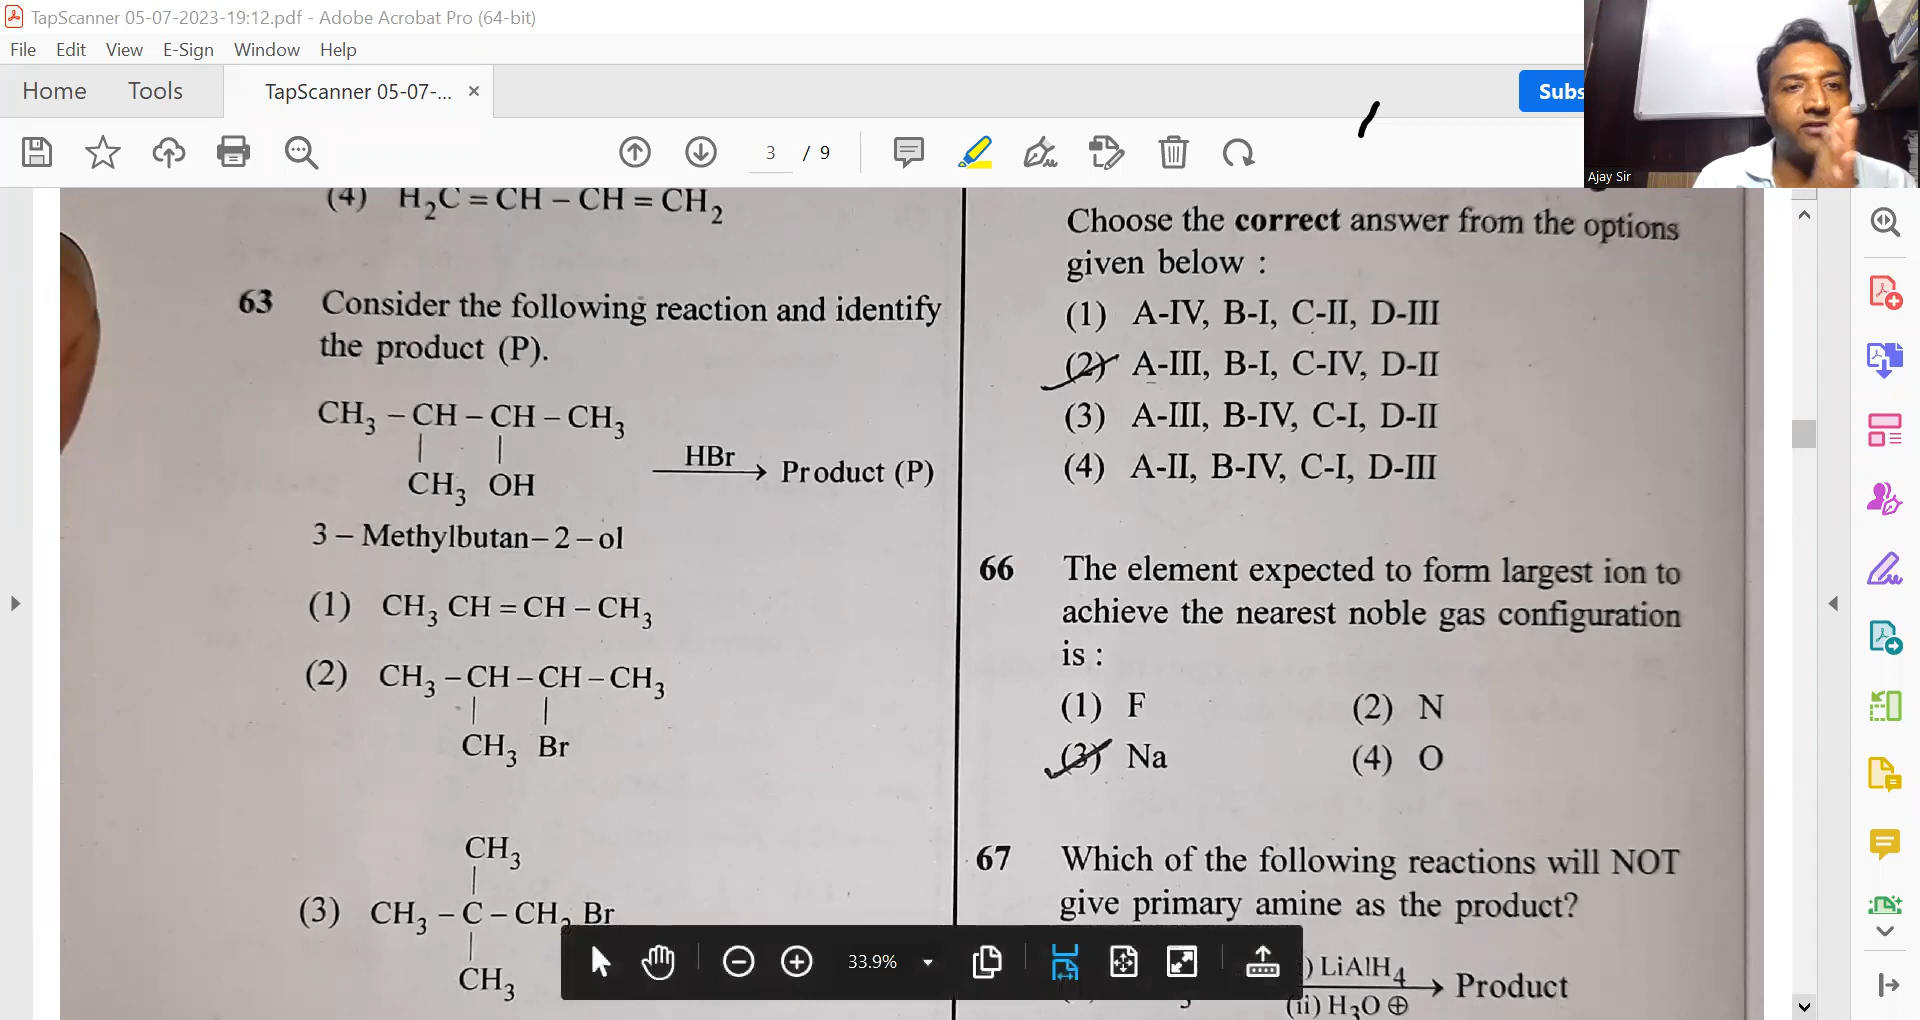 TapScanner 05-07-2023-19:12.pdf - Adobe Acrobat Pro (64-bit)
File Edit View E-Sign Window Help
Home Tools TapScanner 05-07-... ×
Subs
3 / 9
Ajay Sir
(4) H₂C = CH – CH = CH₂
63 Consider the following reaction and identify
the product (P).
CH₃ – CH – CH – CH₃
CH₃ OH
HBr
Product (P)
3 – Methylbutan – 2 – ol
(1) CH₃ CH = CH – CH₃
(2) CH₃ – CH – CH – CH₃
CH₃ Br
CH₃
(3) CH₃ – C – CH₂ Br
CH₃
Choose the correct answer from the options
given below :
(1) A-IV, B-I, C-II, D-III
(2) A-III, B-I, C-IV, D-II
(3) A-III, B-IV, C-I, D-II
(4) A-II, B-IV, C-I, D-III
66 The element expected to form largest ion to
achieve the nearest noble gas configuration
is :
(1) F (2) N
(3) Na (4) O
67 Which of the following reactions will NOT
give primary amine as the product?
) LiAlH₄
(ii) H₃O ⊕
Product
33.9%